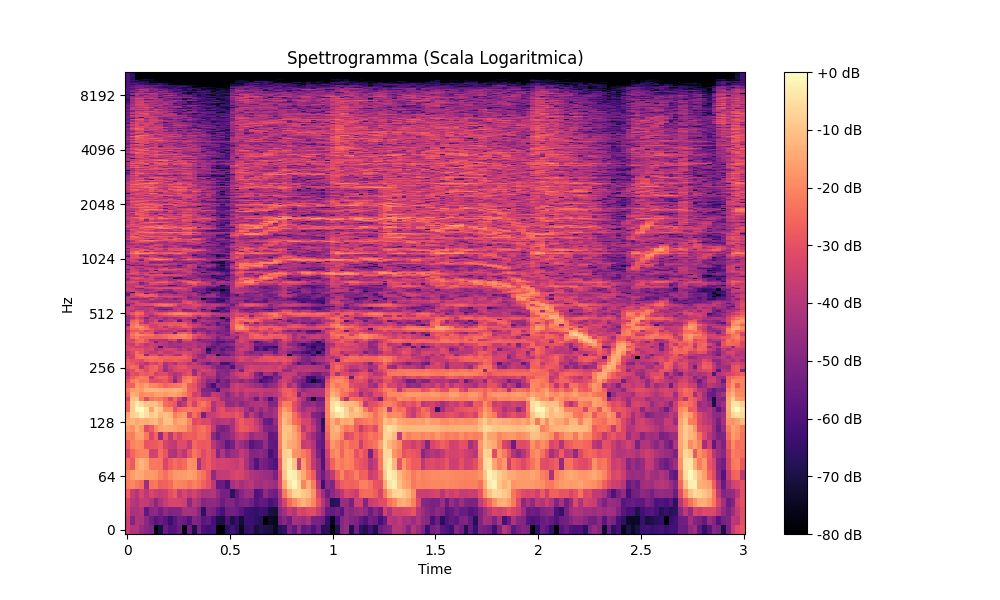 Spettrogramma (Scala Logaritmica)
8192
4096
2048
1024
512
256
128
64
0
Hz
0
0.5
1
1.5
2
2.5
3
Time
+0 dB
-10 dB
-20 dB
-30 dB
-40 dB
-50 dB
-60 dB
-70 dB
-80 dB